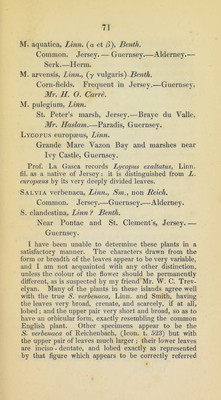 71
M. aquatica, Linn. (α et β), Benth.
Common. Jersey. — Guernsey.—Alderney.—
Serk.—Herm.
M. arvensis, Linn., (γ vulgaris) Benth.
Corn-fields. Frequent in Jersey.—Guernsey.
Mr. H. O. Carré.
M. pulegium, Linn.
St. Peter's marsh, Jersey.—Braye du Valle.
Mr. Haslam.—Paradis, Guernsey.
Lycopus europæus, Linn.
Grande Mare Vazon Bay and marshes near
Ivy Castle, Guernsey.
Prof. La Gasca records Lycopus exaltatus, Linn.
fil. as a native of Jersey: it is distinguished from L.
europæus by its very deeply divided leaves.
Salvia verbenaca, Linn., Sm., non Reich.
Common. Jersey.—Guernsey.—Alderney.
S. clandestina, Linn? Benth.
Near Pontac and St. Clement's, Jersey. —
Guernsey.
I have been unable to determine these plants in a
satisfactory manner. The characters drawn from the
form or breadth of the leaves appear to be very variable,
and I am not acquainted with any other distinction,
unless the colour of the flower should be permanently
different, as is suspected by my friend Mr. W. C. Trev-
elyan. Many of the plants in these islands agree well
with the true S. verbenaca, Linn. and Smith, having
the leaves very broad, crenate, and scarcely, if at all,
lobed; and the upper pair very short and broad, so as to
have an orbicular form, exactly resembling the common
English plant. Other specimens appear to be the
S. verbenaca of Reichenbach, (Icon. t. 523) but with
the upper pair of leaves much larger; their lower leaves
are inciso-dentate, and lobed exactly as represented
by that figure which appears to be correctly referred